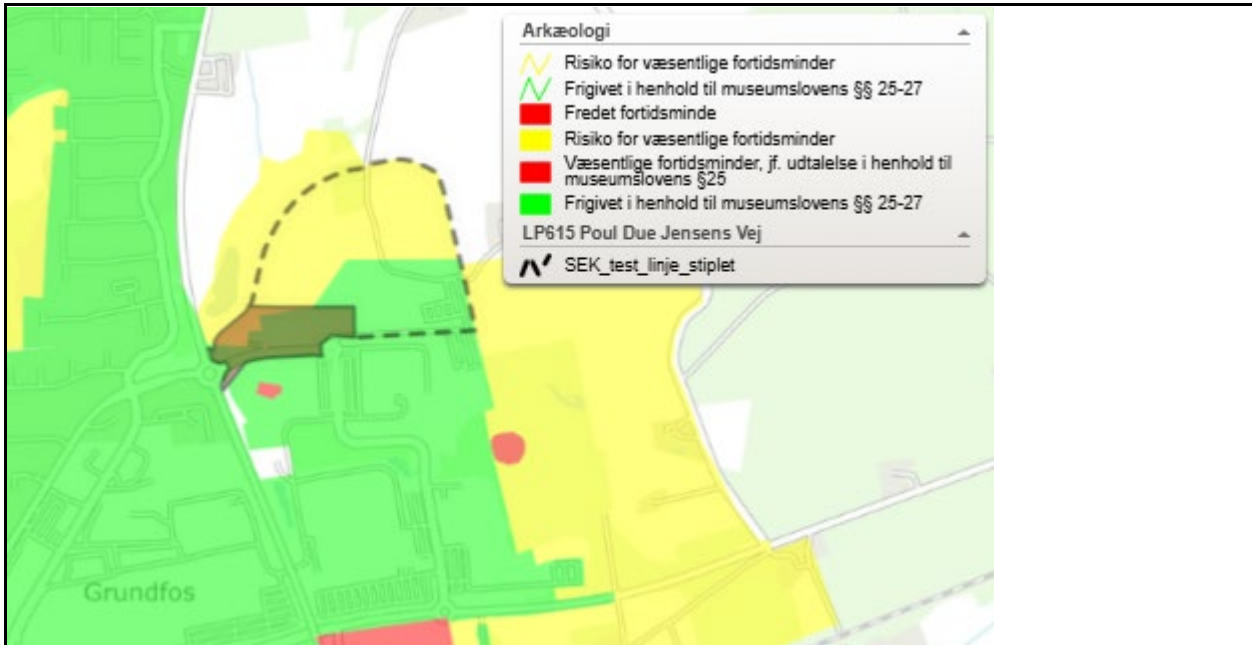 Arkæologi
Risiko for væsentlige fortidsminder
Frigivet i henhold til museumslovens §§ 25-27
Fredet fortidsminde
Risiko for væsentlige fortidsminder
Væsentlige fortidsminder, jf. udtalelse i henhold til
museumslovens §25
Frigivet i henhold til museumslovens §§ 25-27
LP615 Poul Due Jensens Vej
SEK_test_linje_stiplet
Grundfos